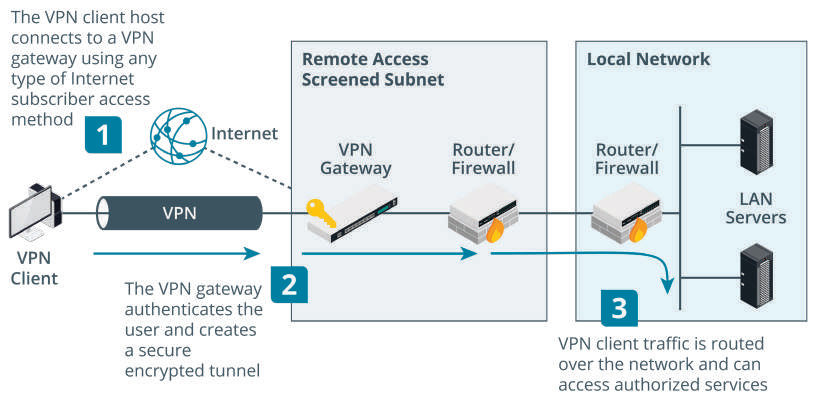 The VPN client host
connects to a VPN
gateway using any
type of Internet
subscriber access
method
1
Internet
Remote Access
Screened Subnet
Local Network
VPN
Gateway
Router/
Firewall
Router/
Firewall
LAN
Servers
VPN
VPN
Client
2
The VPN gateway
authenticates the
user and creates
a secure
encrypted tunnel
3
VPN client traffic is routed
over the network and can
access authorized services